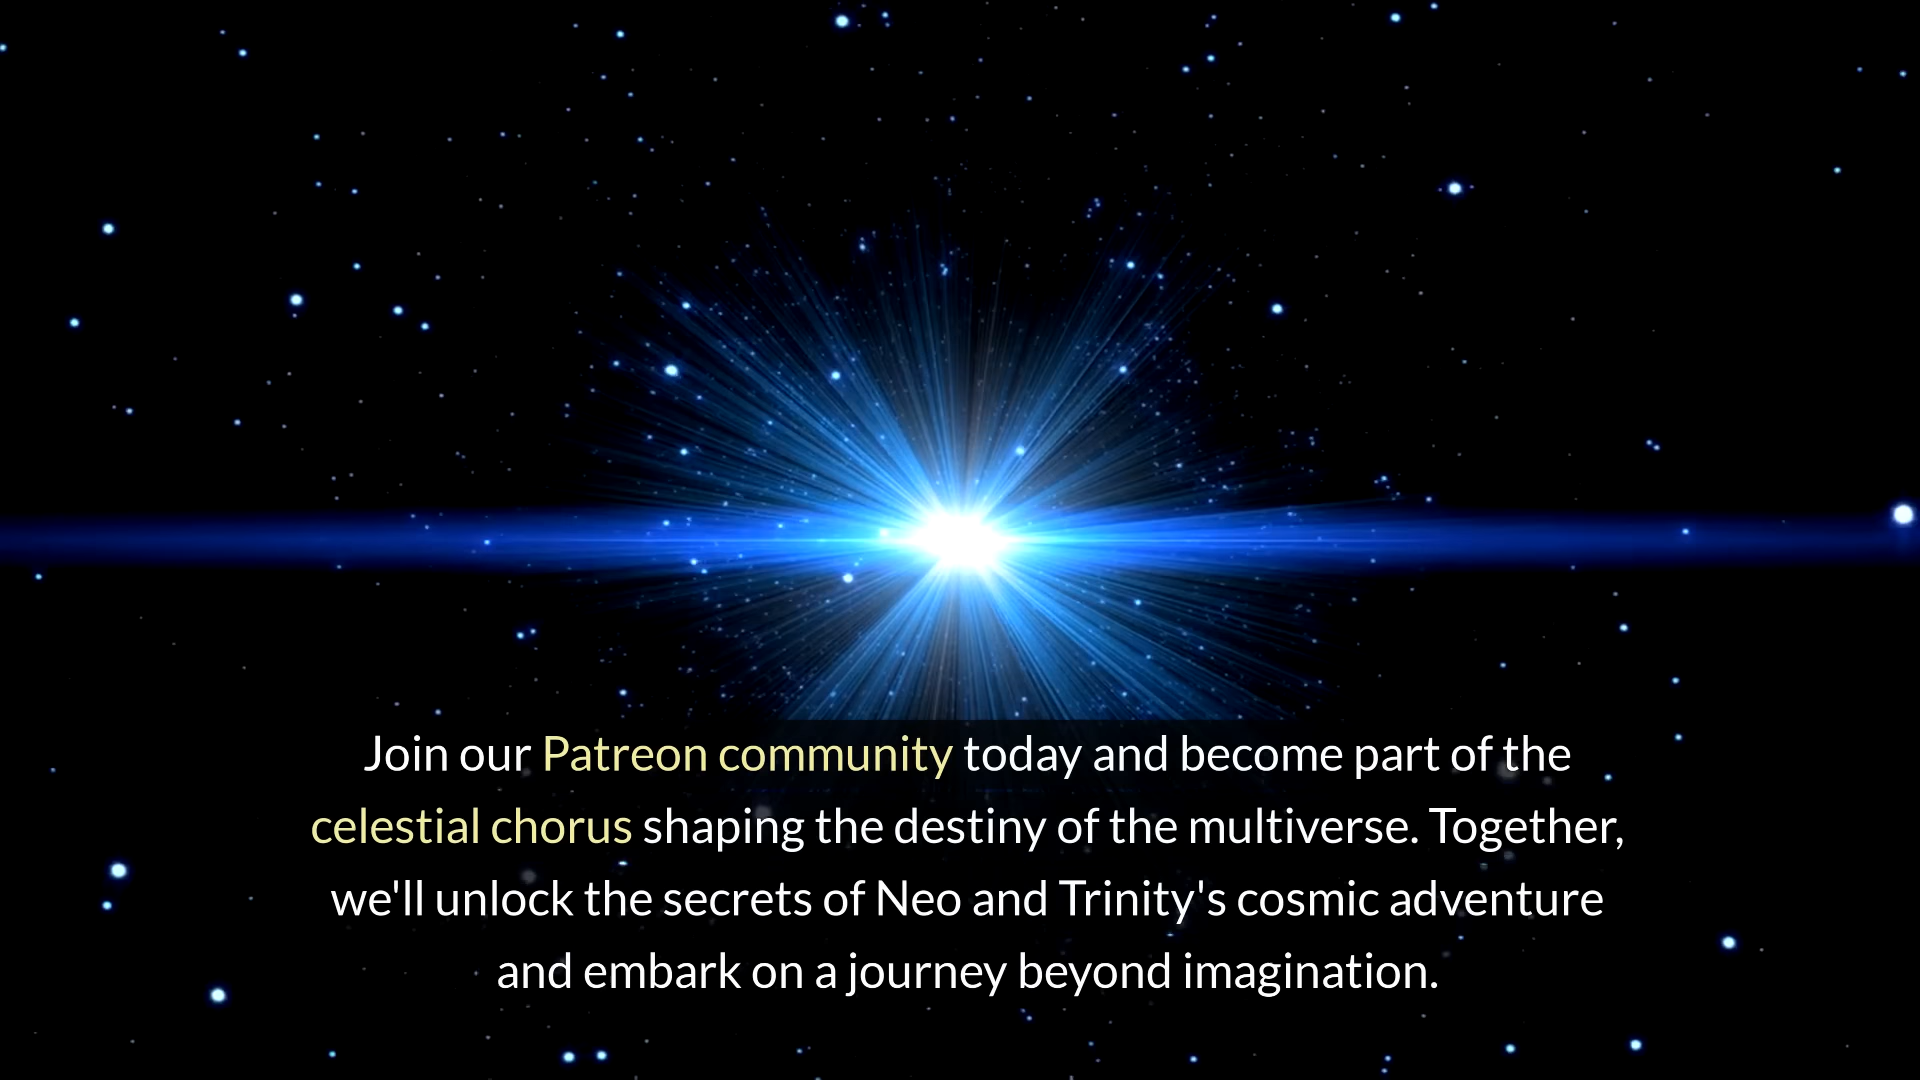 Join our Patreon community today and become part of the
celestial chorus shaping the destiny of the multiverse. Together,
we'll unlock the secrets of Neo and Trinity's cosmic adventure
and embark on a journey beyond imagination.